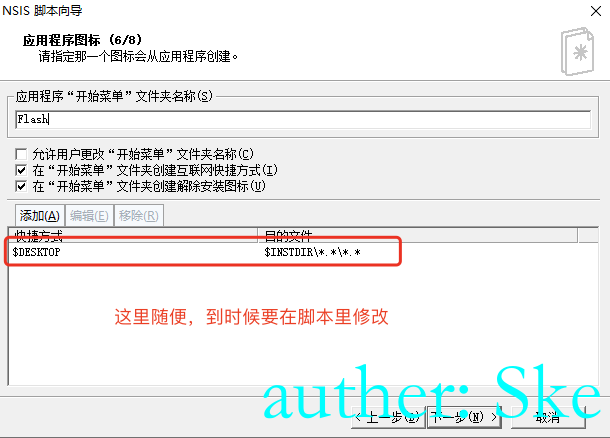 NSIS 脚本向导
应用程序图标 (6/8)
请指定那一个图标会从应用程序创建。
应用程序“开始菜单”文件夹名称(S)
Flash
允许用户更改“开始菜单”文件夹名称(C)
在“开始菜单”文件夹创建互联网快捷方式(I)
在“开始菜单”文件夹创建解除安装图标(U)
添加(A) 编辑(E) 移除(R)
快捷方式 目的文件
$DESKTOP $INSTDIR\*.*\*.*
这里随便，到时候要在脚本里修改
auther: Ske
< 上一步(B) 下一步(N) > 取消